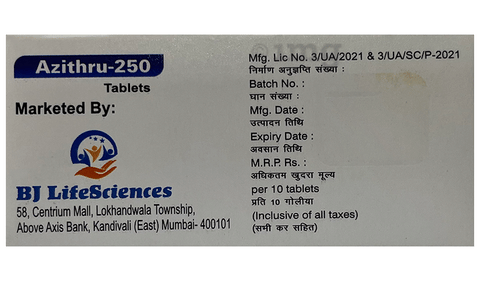 Azithru-250
Tablets
Marketed By:
BJ LifeSciences
58, Centrium Mall, Lokhandwala Township,
Above Axis Bank, Kandivali (East) Mumbai- 400101
Mfg. Lic No. 3/UA/2021 & 3/UA/SC/P-2021
निर्माण अनुज्ञप्ति संख्या :
Batch No. :
घान संख्या :
Mfg. Date :
उत्पादन तिथि
Expiry Date :
अवसान तिथि
M.R.P. Rs. :
अधिकतम खुदरा मूल्य
per 10 tablets
प्रति 10 गोलीया
(Inclusive of all taxes)
(सभी कर सहित)